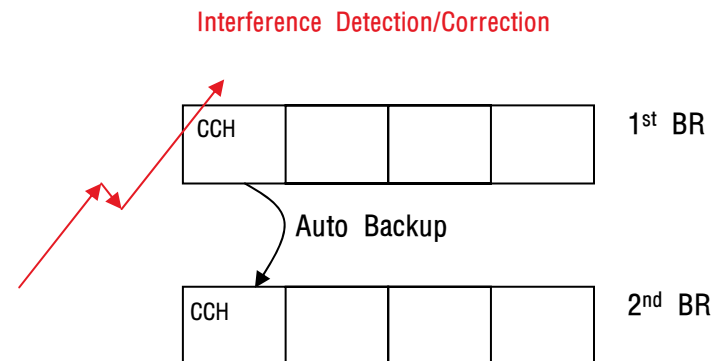 Interference Detection/Correction
CCH
1st BR
Auto Backup
CCH
2nd BR